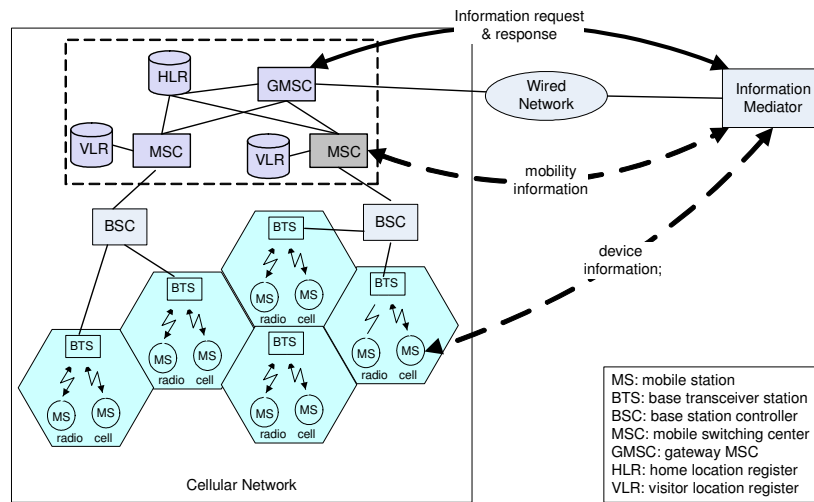 Information request
& response
HLR
GMSC
Wired
Network
Information
Mediator
VLR
MSC
VLR
MSC
mobility
information
BSC
BSC
device
information;
BTS
MS
MS
radio cell
BTS
MS
MS
radio cell
BTS
MS
MS
radio cell
BTS
MS
MS
radio cell
BTS
MS
MS
radio cell
Cellular Network
MS: mobile station
BTS: base transceiver station
BSC: base station controller
MSC: mobile switching center
GMSC: gateway MSC
HLR: home location register
VLR: visitor location register